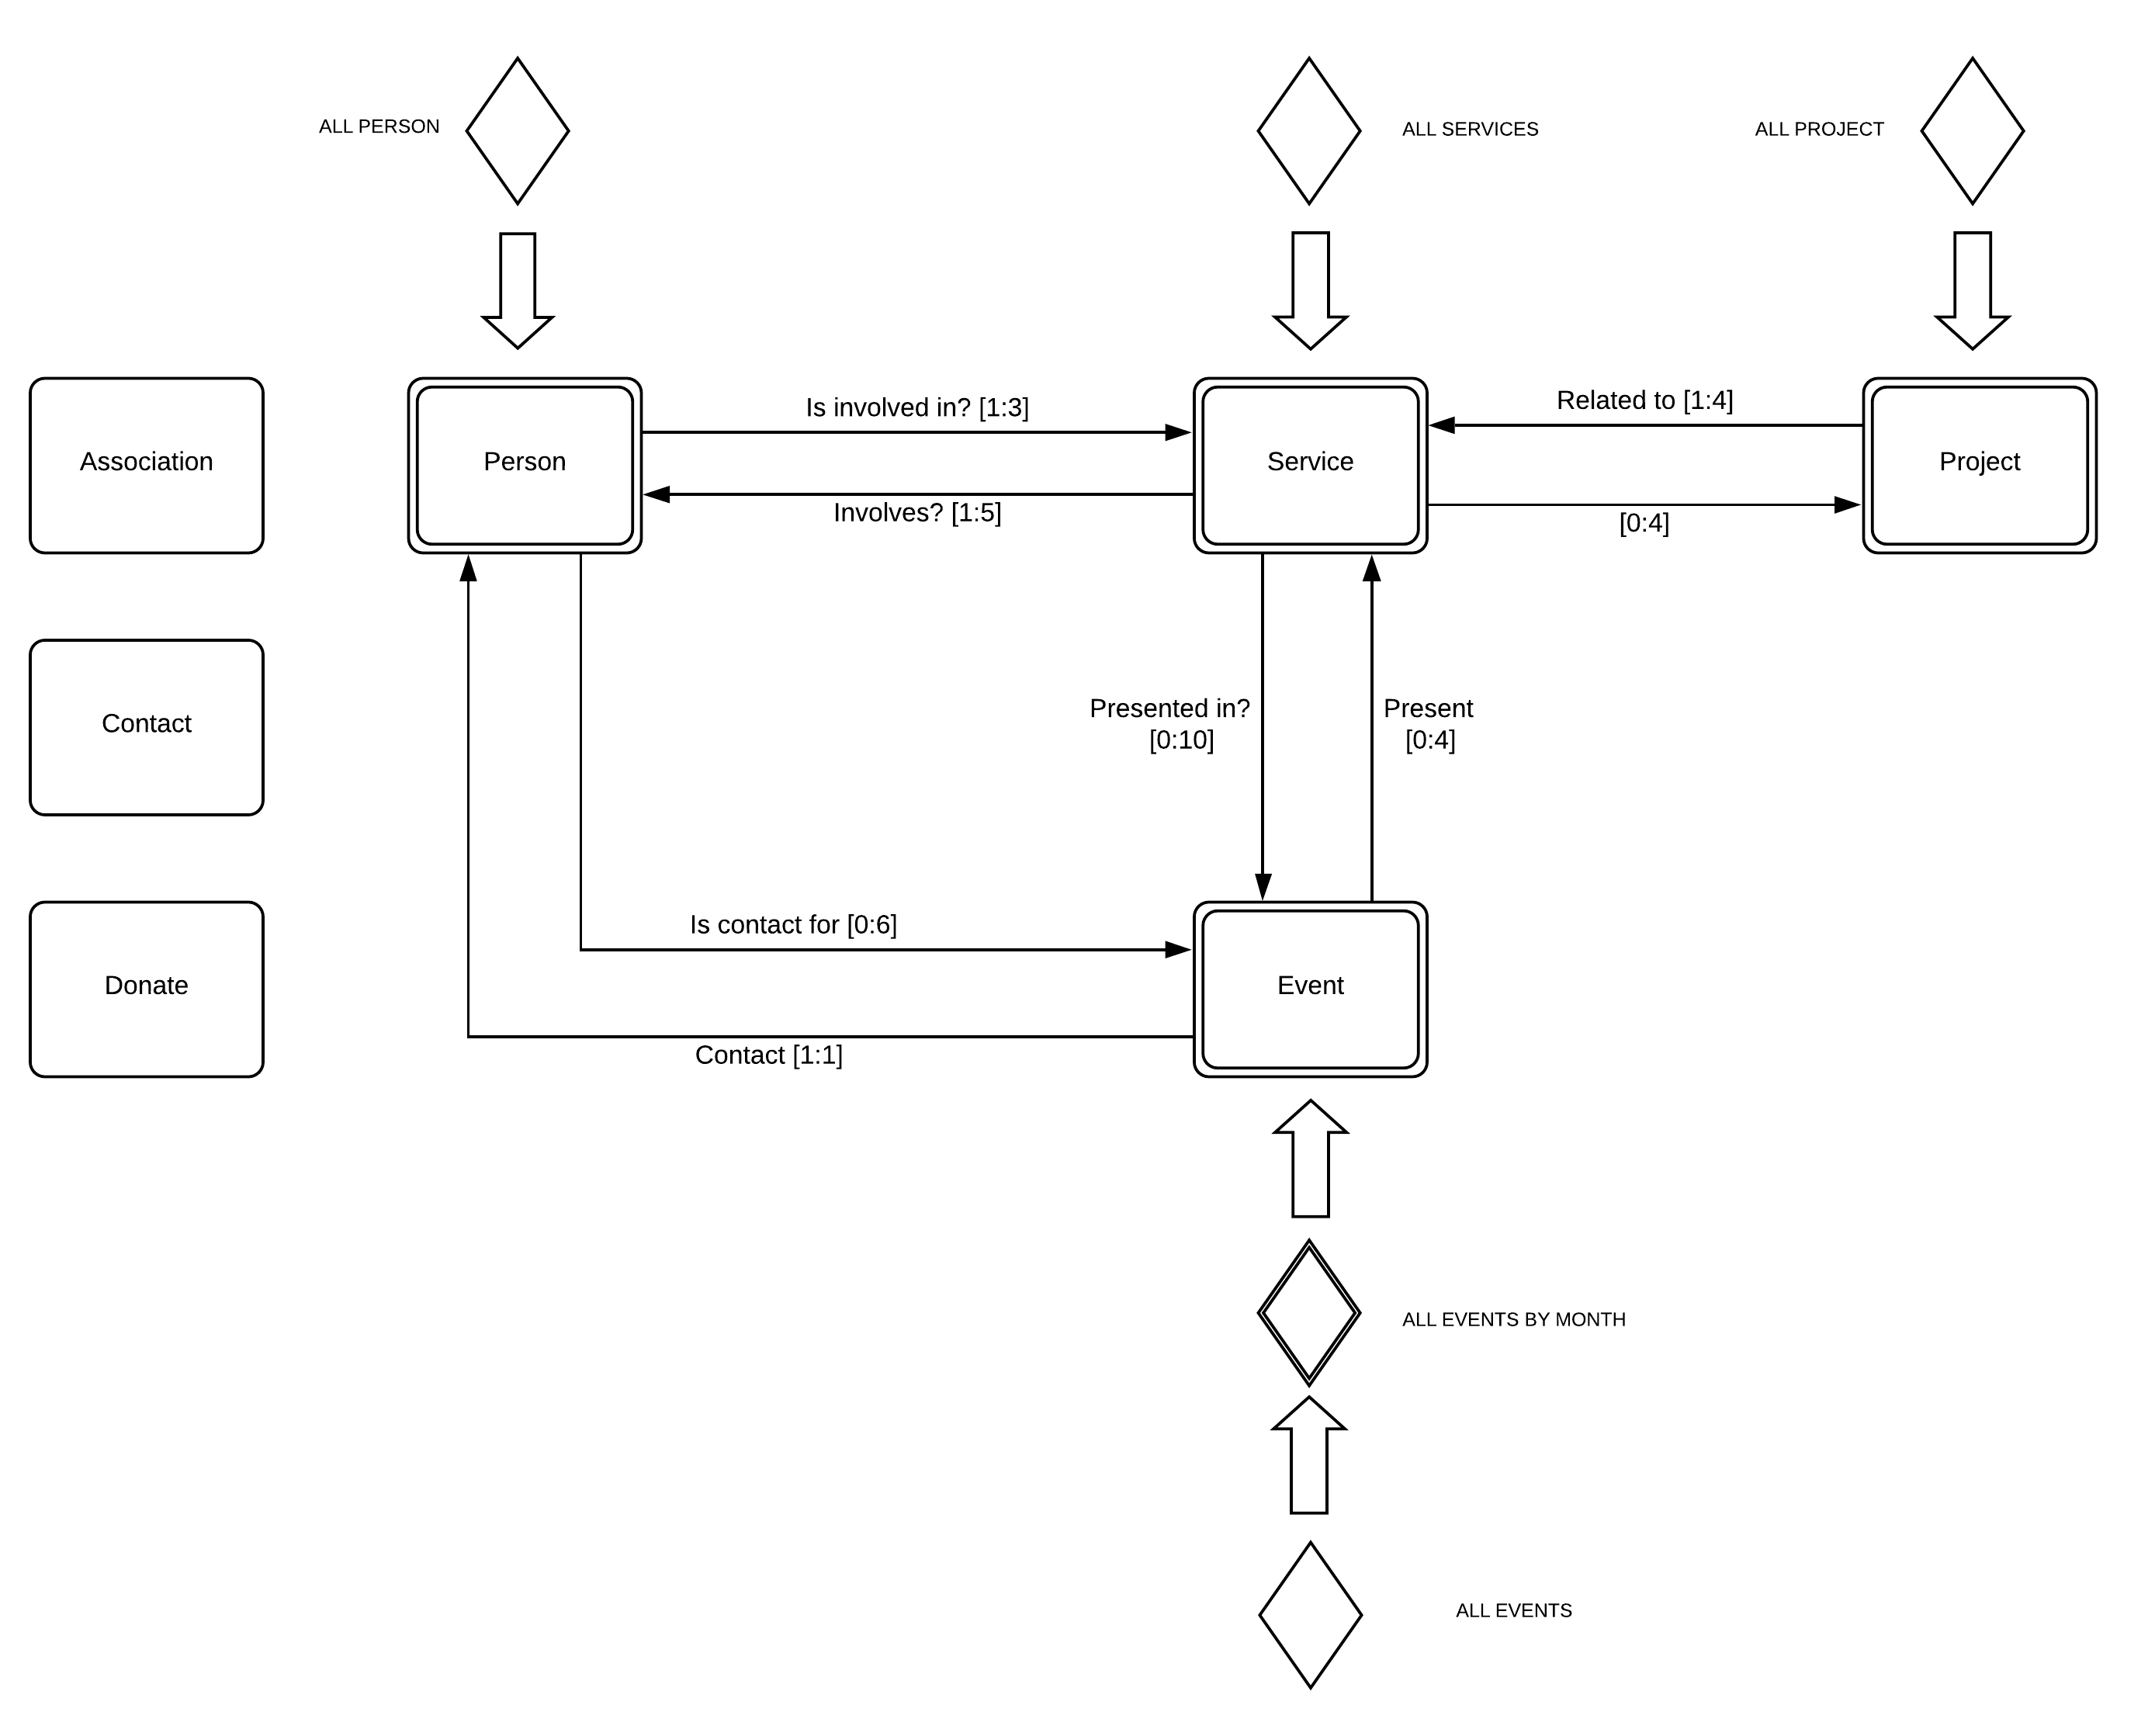 ALL PERSON
ALL SERVICES
ALL PROJECT
Is involved in? [1:3]
Related to [1:4]
Association
Person
Service
Project
Involves? [1:5]
[0:4]
Contact
Presented in?
[0:10]
Present
[0:4]
Is contact for [0:6]
Donate
Event
Contact [1:1]
ALL EVENTS BY MONTH
ALL EVENTS